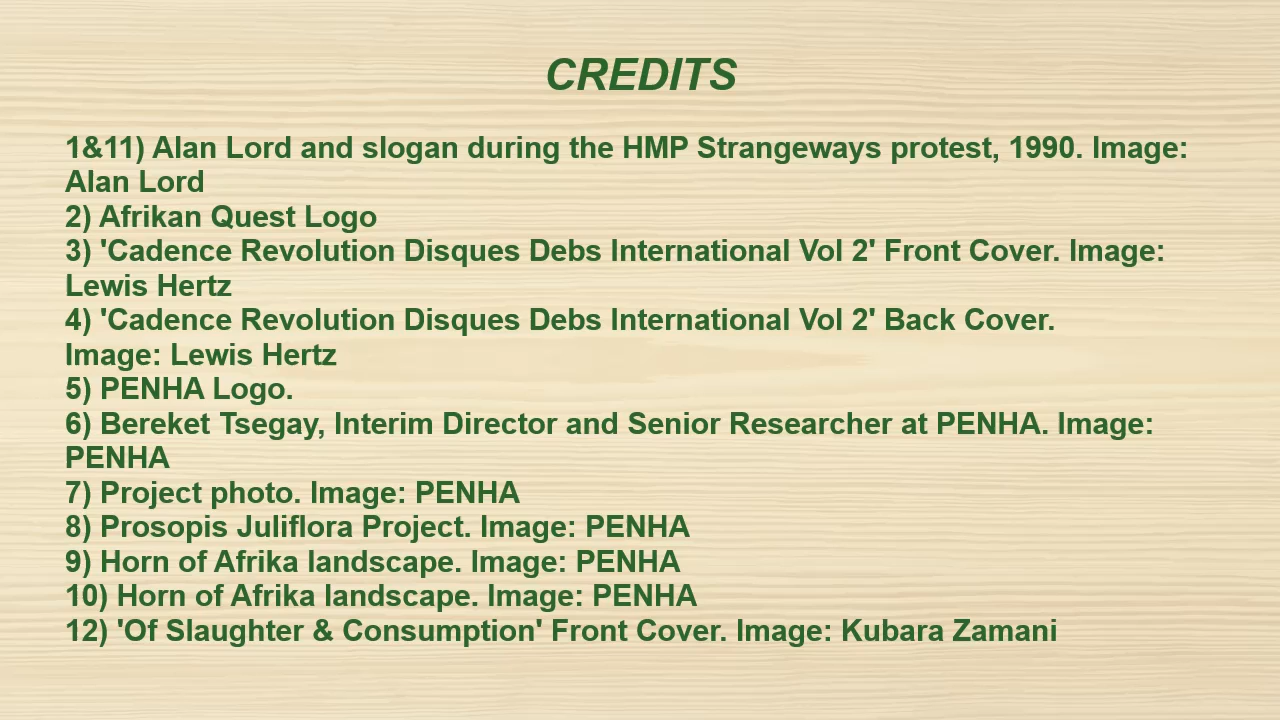 CREDITS
1&11) Alan Lord and slogan during the HMP Strangeways protest, 1990. Image:
Alan Lord
2) Afrikan Quest Logo
3) 'Cadence Revolution Disques Debs International Vol 2' Front Cover. Image:
Lewis Hertz
4) 'Cadence Revolution Disques Debs International Vol 2' Back Cover.
Image: Lewis Hertz
5) PENHA Logo.
6) Bereket Tsegay, Interim Director and Senior Researcher at PENHA. Image:
PENHA
7) Project photo. Image: PENHA
8) Prosopis Juliflora Project. Image: PENHA
9) Horn of Afrika landscape. Image: PENHA
10) Horn of Afrika landscape. Image: PENHA
12) 'Of Slaughter & Consumption' Front Cover. Image: Kubara Zamani